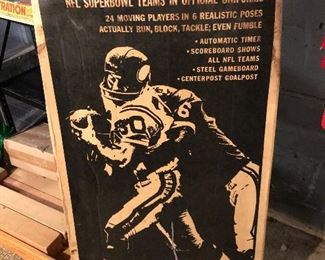 NFL SUPERBOWL TEAMS IN OFFICIAL UNIFORMS
24 MOVING PLAYERS IN 6 REALISTIC POSES
ACTUALLY RUN, BLOCK, TACKLE; EVEN FUMBLE
• AUTOMATIC TIMER
• SCOREBOARD SHOWS
ALL NFL TEAMS
• STEEL GAMEBOARD
• CENTERPOST GOALPOST
80